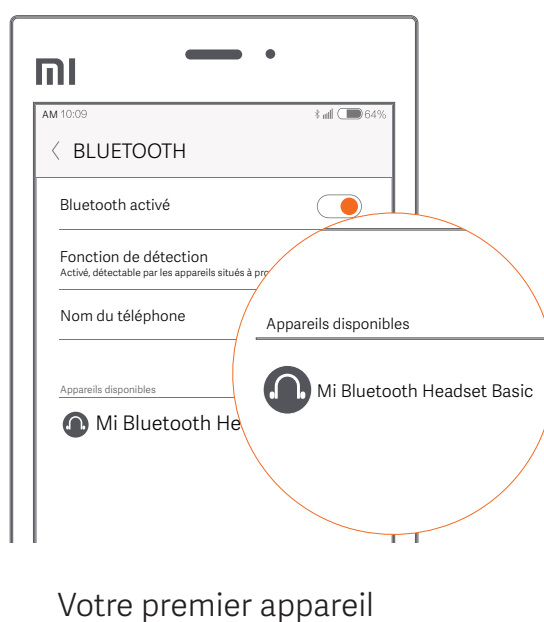 MI
AM 10:09 64%
BLUETOOTH
Bluetooth activé
Fonction de détection
Activé, détectable par les appareils situés à
Nom du téléphone
Appareils disponibles
Mi Bluetooth He
Appareils disponibles
Mi Bluetooth Headset Basic
Votre premier appareil